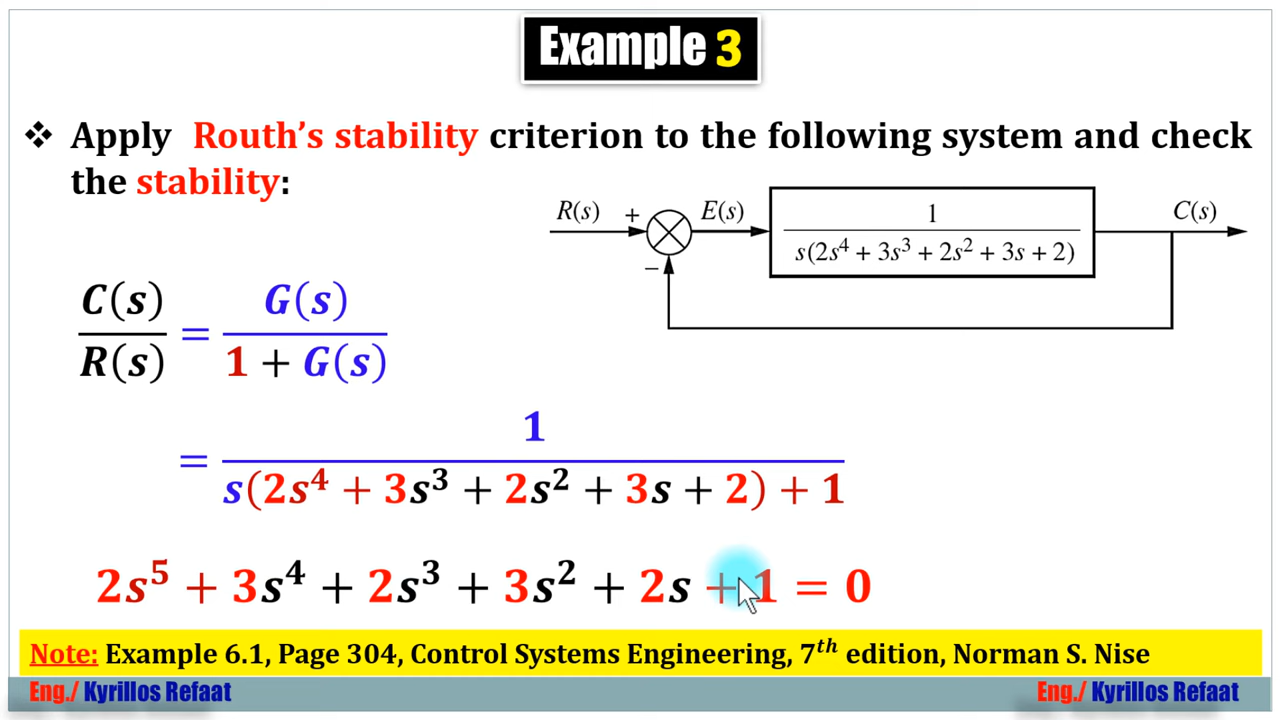 Example 3
❖ Apply Routh’s stability criterion to the following system and check
the stability:
R(s) + E(s) 1 C(s)
s(2s⁴ + 3s³ + 2s² + 3s + 2)
−
C(s) G(s)
=
R(s) 1 + G(s)
1
=
s(2s⁴ + 3s³ + 2s² + 3s + 2) + 1
2s⁵ + 3s⁴ + 2s³ + 3s² + 2s + 1 = 0
Note: Example 6.1, Page 304, Control Systems Engineering, 7ᵗʰ edition, Norman S. Nise
Eng./ Kyrillos Refaat Eng./ Kyrillos Refaat